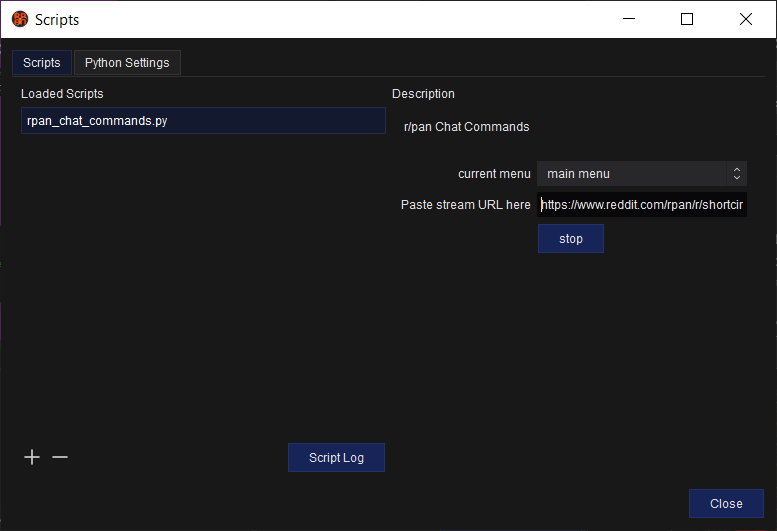 Scripts
Scripts
Python Settings
Loaded Scripts
Description
rpan_chat_commands.py
r/pan Chat Commands
current menu
main menu
Paste stream URL here
https://www.reddit.com/rpan/r/shortcir
stop
Script Log
Close